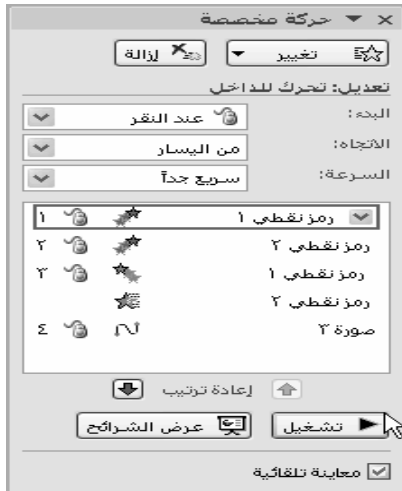 حركة مخصصة
تغيير إزالة
تعديل: تحرك للداخل
البدء: عند النقر
الاتجاه: من اليسار
السرعة: سريع جداً
رمز نقطي ١ ١
رمز نقطي ٢ ٢
رمز نقطي ١ ٣
رمز نقطي ٢
صورة ٣ ٤
إعادة ترتيب
تشغيل عرض الشرائح
معاينة تلقائية